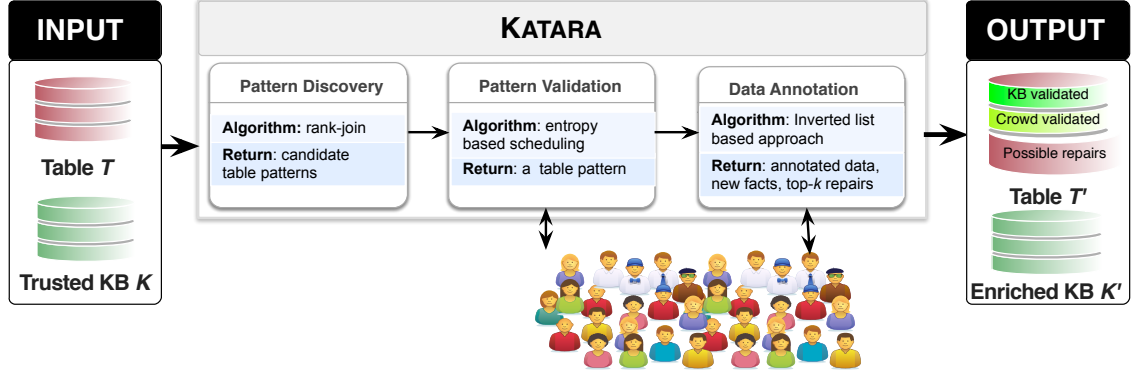 INPUT
Table T
Trusted KB K
KATARA
Pattern Discovery
Algorithm: rank-join
Return: candidate
table patterns
Pattern Validation
Algorithm: entropy
based scheduling
Return: a table pattern
Data Annotation
Algorithm: Inverted list
based approach
Return: annotated data,
new facts, top-k repairs
OUTPUT
KB validated
Crowd validated
Possible repairs
Table T′
Enriched KB K′